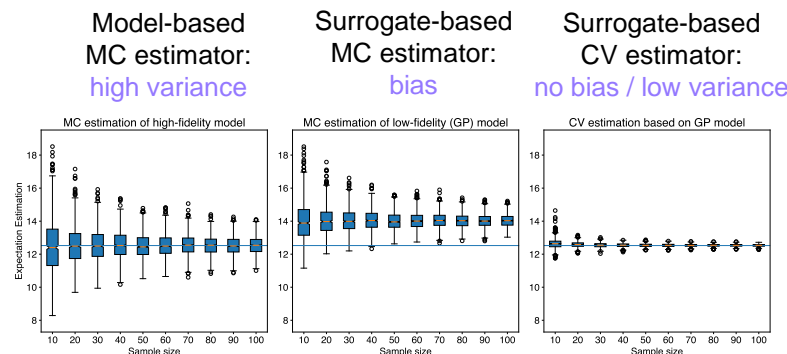 Model-based
MC estimator:
high variance
Surrogate-based
MC estimator:
bias
Surrogate-based
CV estimator:
no bias / low variance
MC estimation of high-fidelity model
Expectation Estimation
18
16
14
12
10
8
10 20 30 40 50 60 70 80 90 100
Sample size
MC estimation of low-fidelity (GP) model
18
16
14
12
10
8
10 20 30 40 50 60 70 80 90 100
Sample size
CV estimation based on GP model
18
16
14
12
10
8
10 20 30 40 50 60 70 80 90 100
Sample size